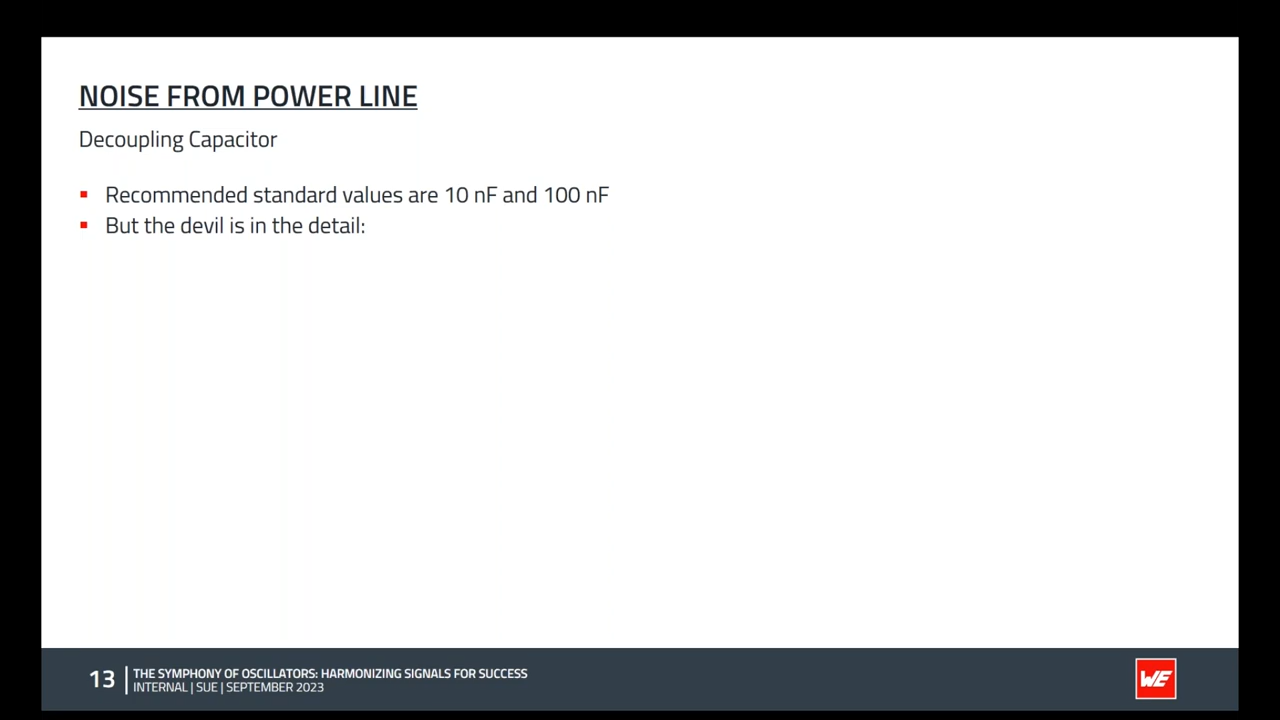 NOISE FROM POWER LINE
Decoupling Capacitor
▪ Recommended standard values are 10 nF and 100 nF
▪ But the devil is in the detail:
13 | THE SYMPHONY OF OSCILLATORS: HARMONIZING SIGNALS FOR SUCCESS
INTERNAL | SUE | SEPTEMBER 2023
WE